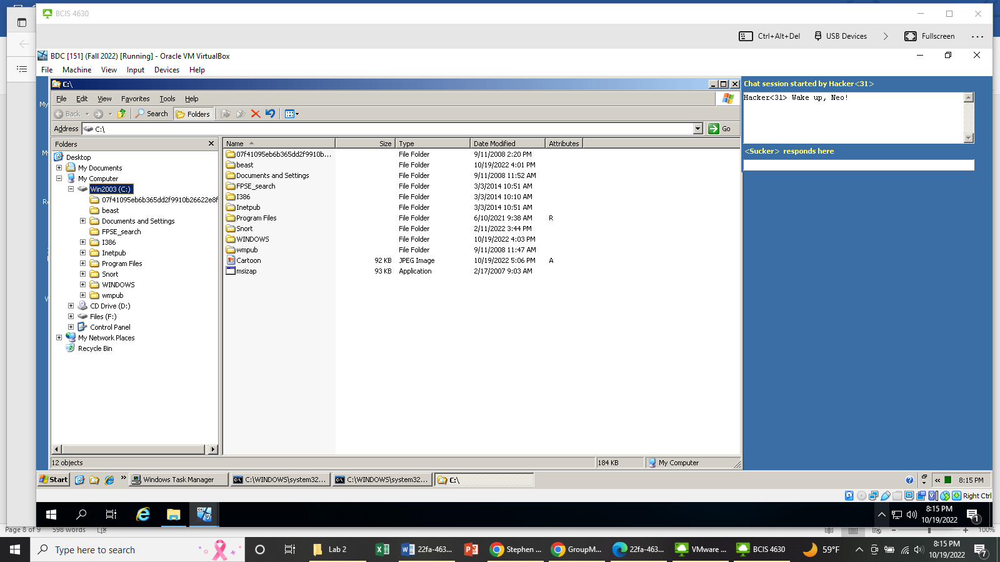 BCIS 4630
Ctrl+Alt+Del
USB Devices
Fullscreen
BDC [151] (Fall 2022) [Running] - Oracle VM VirtualBox
File Machine View Input Devices Help
C:\
File Edit View Favorites Tools Help
Back Search Folders
Address C:\ Go
Folders
Desktop
My Documents
My Computer
Win2003 (C:)
07f41095eb6b365dd2f9910b26622e8f
beast
Documents and Settings
FPSE_search
I386
Inetpub
Program Files
Snort
WINDOWS
wmpub
CD Drive (D:)
Files (F:)
Control Panel
My Network Places
Recycle Bin
Name Size Type Date Modified Attributes
07f41095eb6b365dd2f9910b... File Folder 9/11/2008 2:20 PM
beast File Folder 10/19/2022 4:01 PM
Documents and Settings File Folder 9/11/2008 11:52 AM
FPSE_search File Folder 3/3/2014 10:51 AM
I386 File Folder 3/3/2014 10:10 AM
Inetpub File Folder 3/3/2014 10:51 AM
Program Files File Folder 6/10/2021 9:38 AM R
Snort File Folder 2/11/2022 3:44 PM
WINDOWS File Folder 10/19/2022 4:03 PM
wmpub File Folder 9/11/2008 11:47 AM
Cartoon 92 KB JPEG Image 10/19/2022 5:06 PM A
msizap 93 KB Application 2/17/2007 9:03 AM
12 objects 184 KB My Computer
Chat session started by Hacker<31>
Hacker<31> Wake up, Neo!
<Sucker> responds here
Start Windows Task Manager C:\WINDOWS\system32... C:\WINDOWS\system32... C:\ 8:15 PM
Right Ctrl
8:15 PM
10/19/2022
1
Page 8 of 9 598 words 100%
Type here to search
Lab 2
22fa-463...
Stephen ...
GroupM...
22fa-463...
VMware ...
BCIS 4630
59°F
8:15 PM
10/19/2022
7